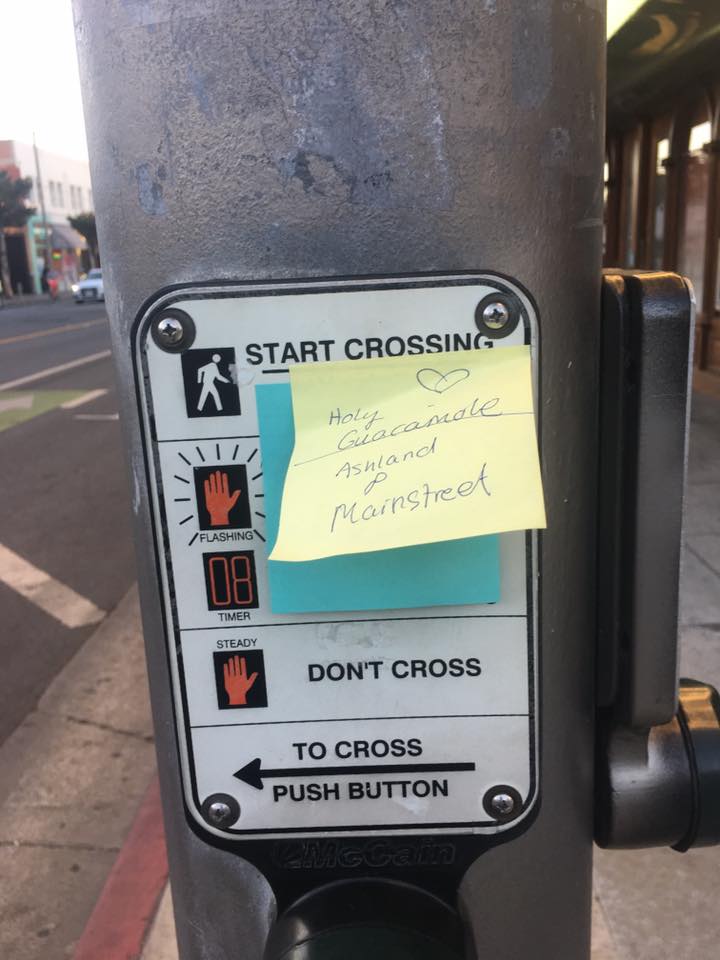 START CROSSING
Holy
Guacamole
Ashland
&
Mainstreet
FLASHING
08
TIMER
STEADY
DON'T CROSS
TO CROSS
PUSH BUTTON
McCain